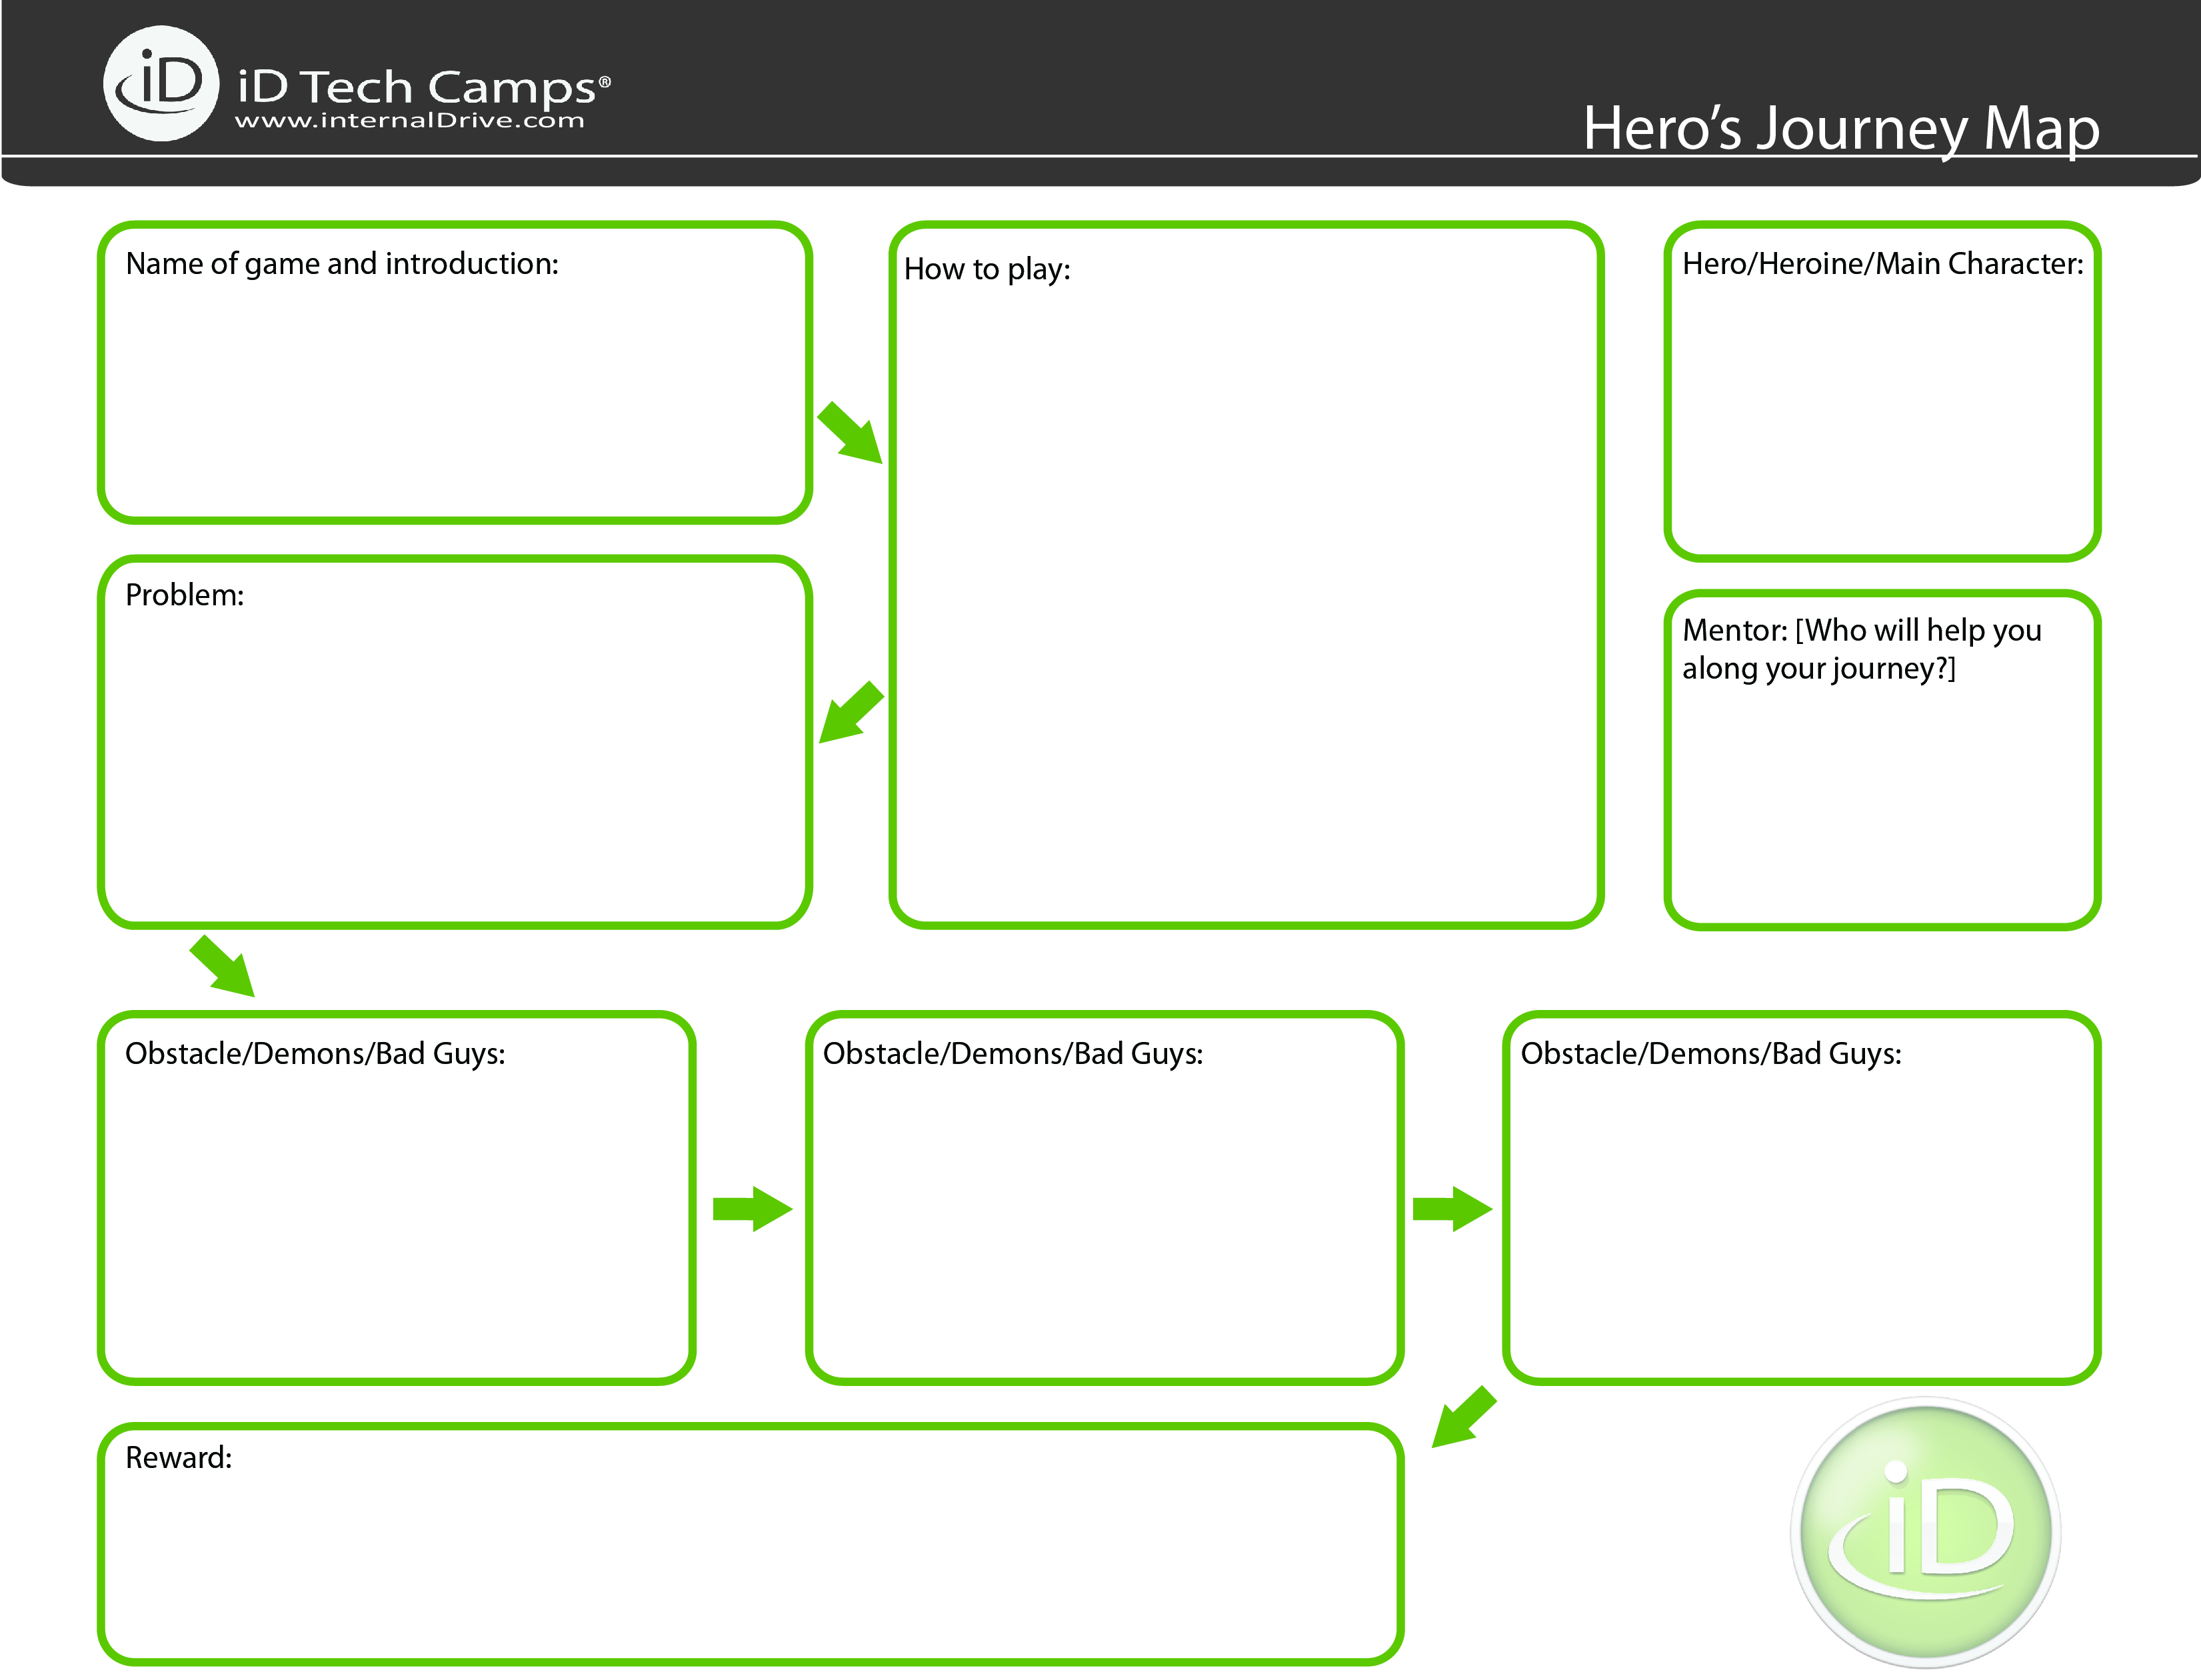 iD
iD Tech Camps®
www.internalDrive.com
Hero's Journey Map
Name of game and introduction:
How to play:
Hero/Heroine/Main Character:
Problem:
Mentor: [Who will help you
along your journey?]
Obstacle/Demons/Bad Guys:
Obstacle/Demons/Bad Guys:
Obstacle/Demons/Bad Guys:
Reward:
iD